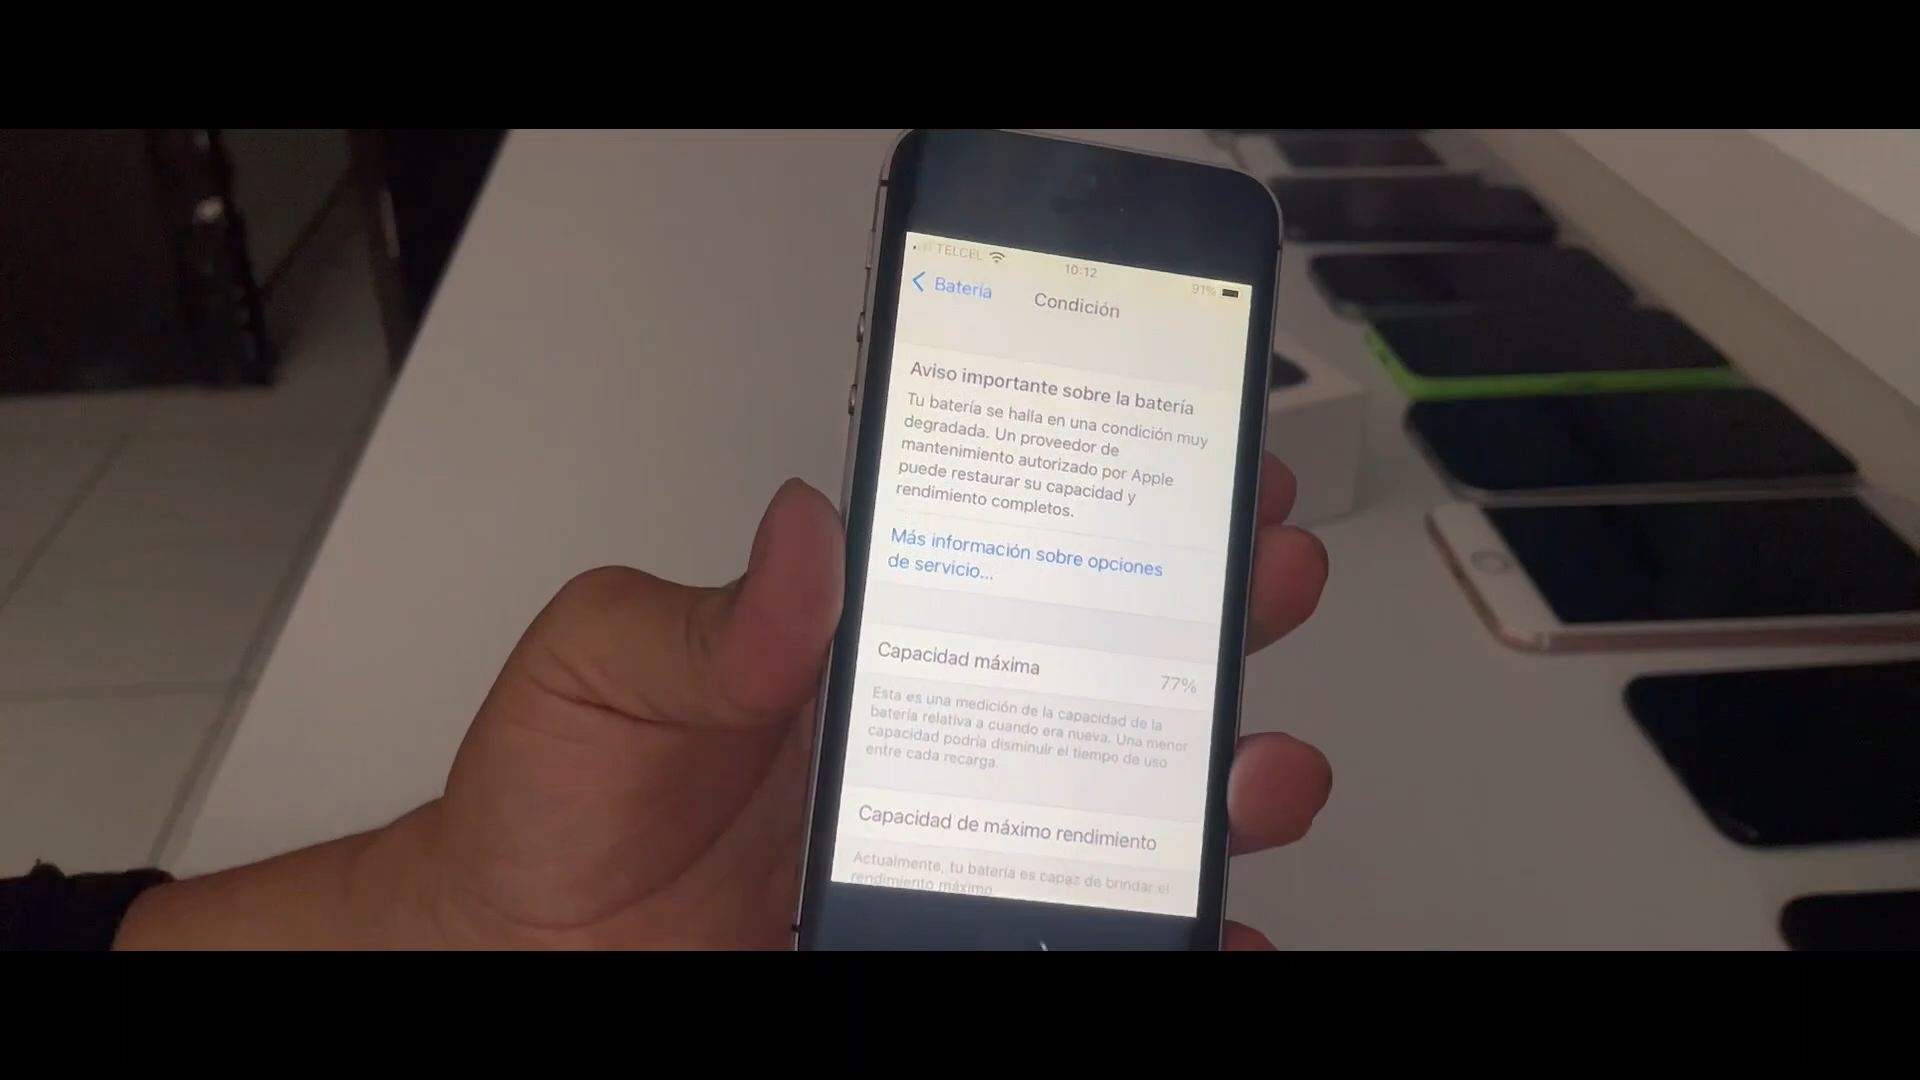 TELCEL
10:12
91%
Batería
Condición
Aviso importante sobre la batería
Tu batería se halla en una condición muy
degradada. Un proveedor de
mantenimiento autorizado por Apple
puede restaurar su capacidad y
rendimiento completos.
Más información sobre opciones
de servicio...
Capacidad máxima
77%
Esta es una medición de la capacidad de la
batería relativa a cuando era nueva. Una menor
capacidad podría disminuir el tiempo de uso
entre cada recarga.
Capacidad de máximo rendimiento
Actualmente, tu batería es capaz de brindar el
rendimiento máximo